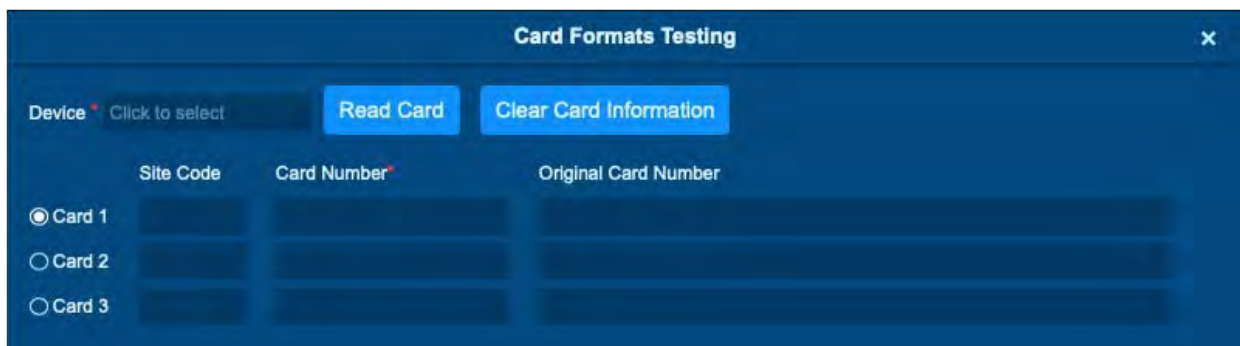 Card Formats Testing ×
Device * Click to select Read Card Clear Card Information
Site Code Card Number* Original Card Number
Card 1
Card 2
Card 3